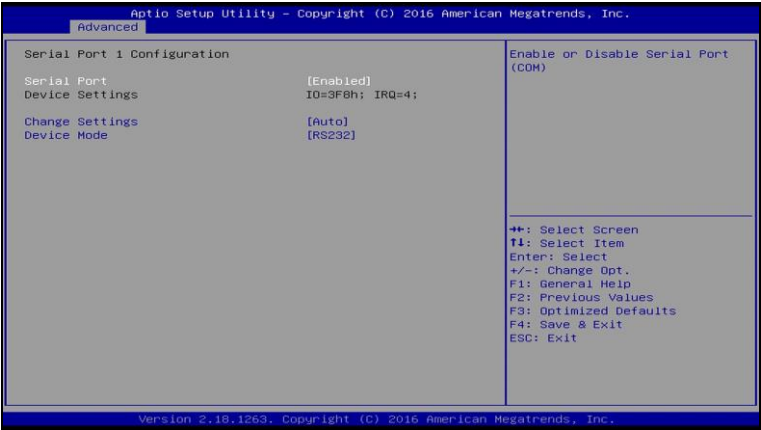 Aptio Setup Utility – Copyright (C) 2016 American Megatrends, Inc.
Advanced
Serial Port 1 Configuration
Serial Port [Enabled]
Device Settings IO=3F8h; IRQ=4;
Change Settings [Auto]
Device Mode [RS232]
Enable or Disable Serial Port
(COM)
→←: Select Screen
↑↓: Select Item
Enter: Select
+/-: Change Opt.
F1: General Help
F2: Previous Values
F3: Optimized Defaults
F4: Save & Exit
ESC: Exit
Version 2.18.1263. Copyright (C) 2016 American Megatrends, Inc.